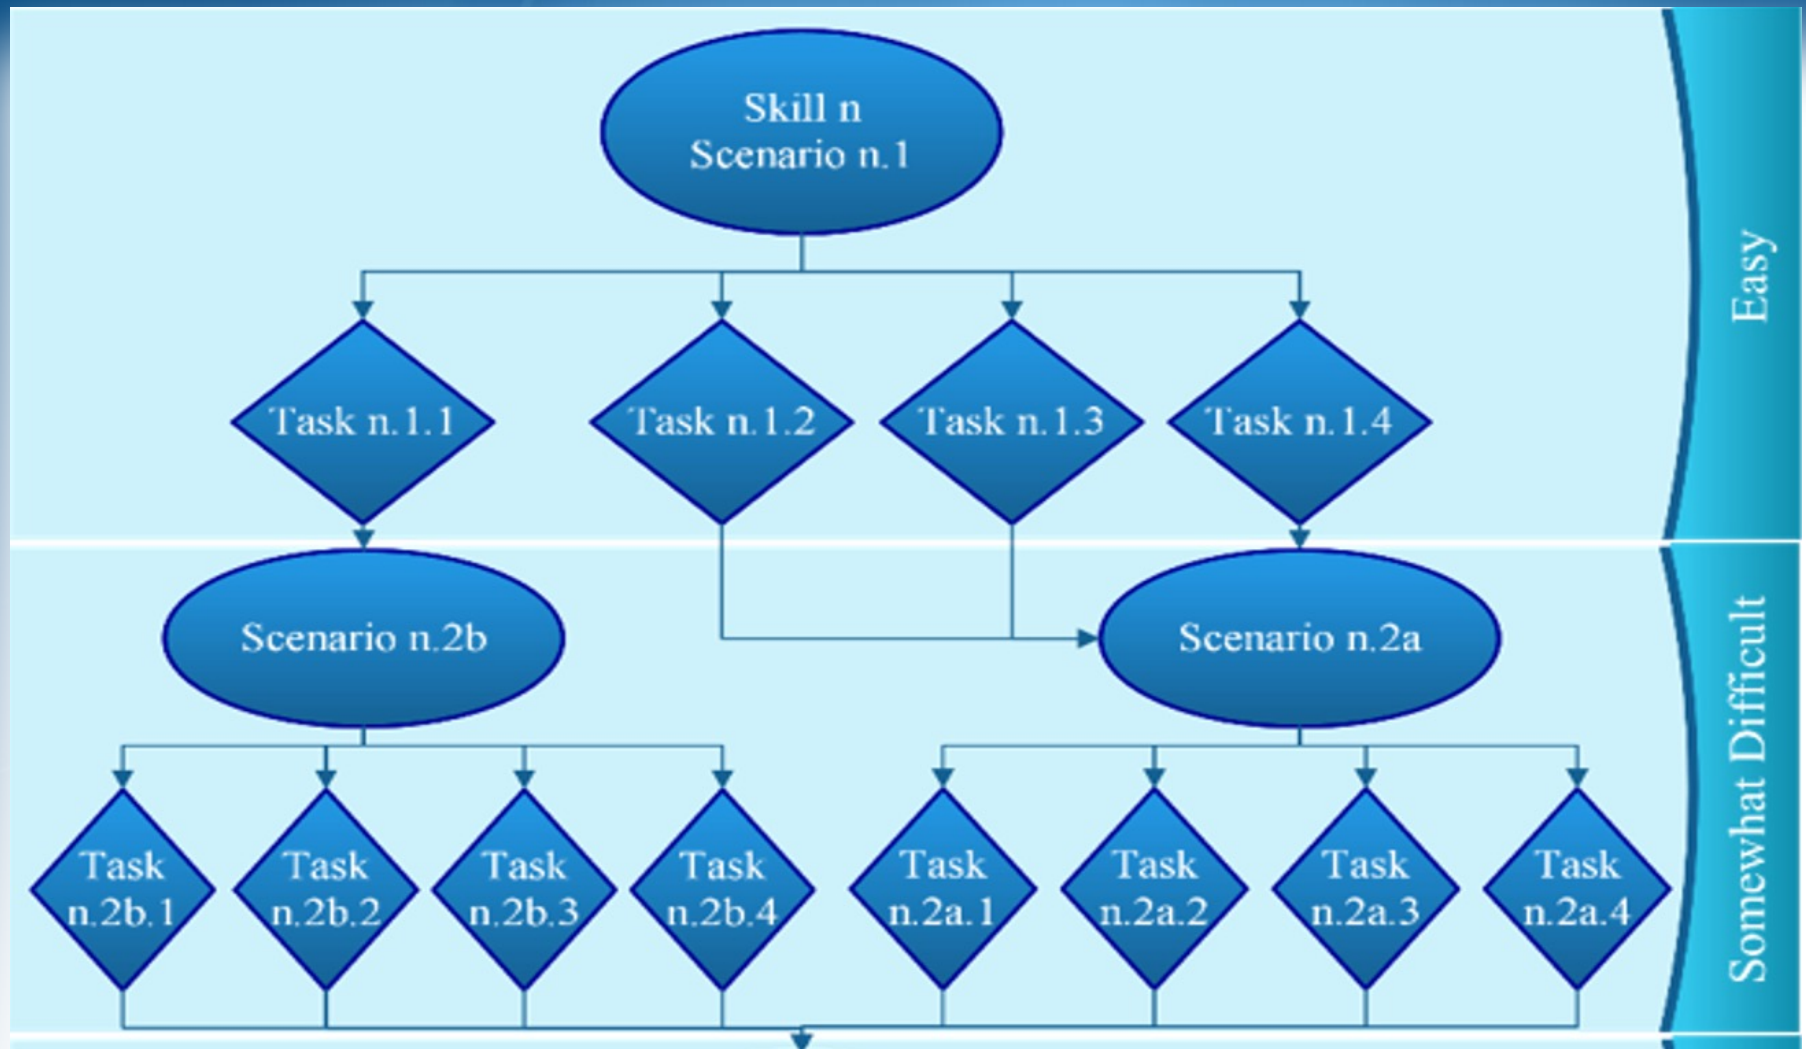 Skill n
Scenario n.1
Easy
Task n.1.1
Task n.1.2
Task n.1.3
Task n.1.4
Scenario n.2b
Scenario n.2a
Somewhat Difficult
Task
n.2b.1
Task
n.2b.2
Task
n.2b.3
Task
n.2b.4
Task
n.2a.1
Task
n.2a.2
Task
n.2a.3
Task
n.2a.4